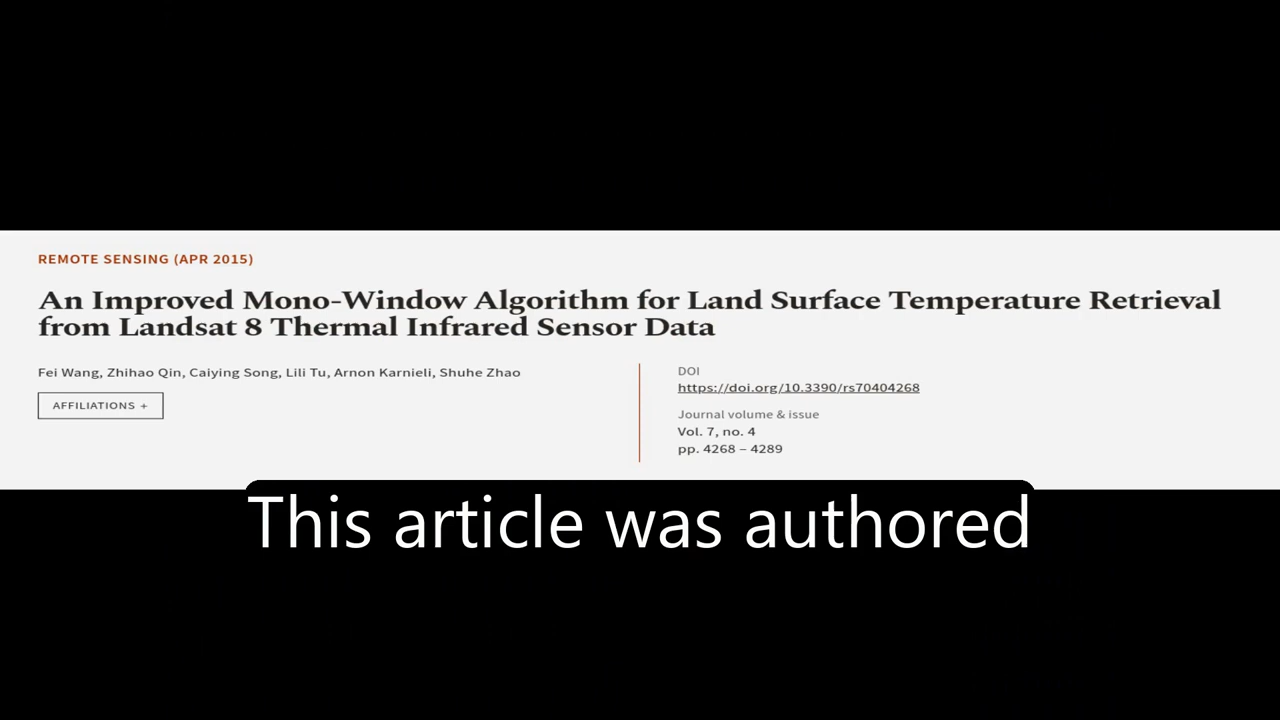 REMOTE SENSING (APR 2015)
An Improved Mono-Window Algorithm for Land Surface Temperature Retrieval
from Landsat 8 Thermal Infrared Sensor Data
Fei Wang, Zhihao Qin, Caiying Song, Lili Tu, Arnon Karnieli, Shuhe Zhao
AFFILIATIONS +
DOI
https://doi.org/10.3390/rs70404268
Journal volume & issue
Vol. 7, no. 4
pp. 4268 – 4289
This article was authored